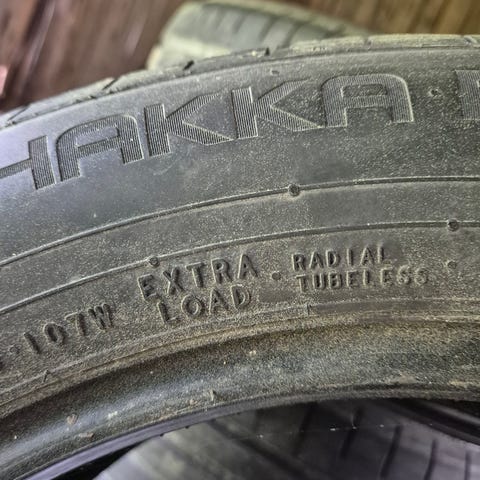 HAKKA
107W EXTRA LOAD RADIAL TUBELESS